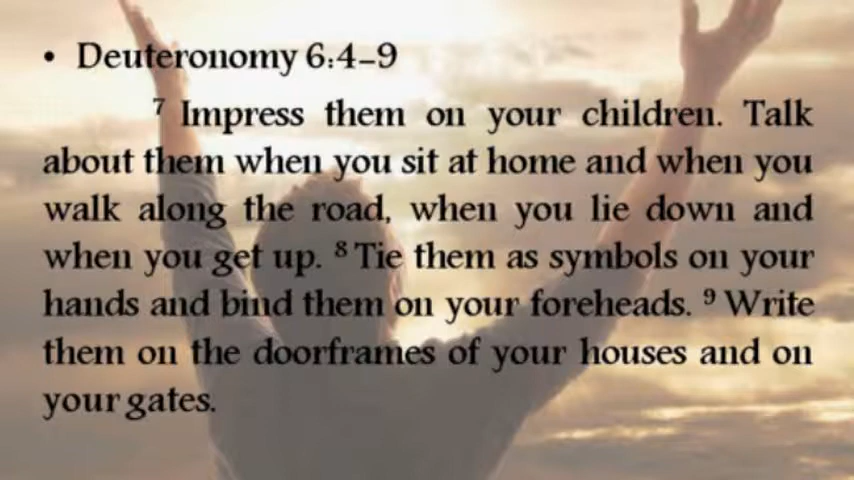 • Deuteronomy 6:4–9
⁷ Impress them on your children. Talk
about them when you sit at home and when you
walk along the road, when you lie down and
when you get up. ⁸ Tie them as symbols on your
hands and bind them on your foreheads. ⁹ Write
them on the doorframes of your houses and on
your gates.